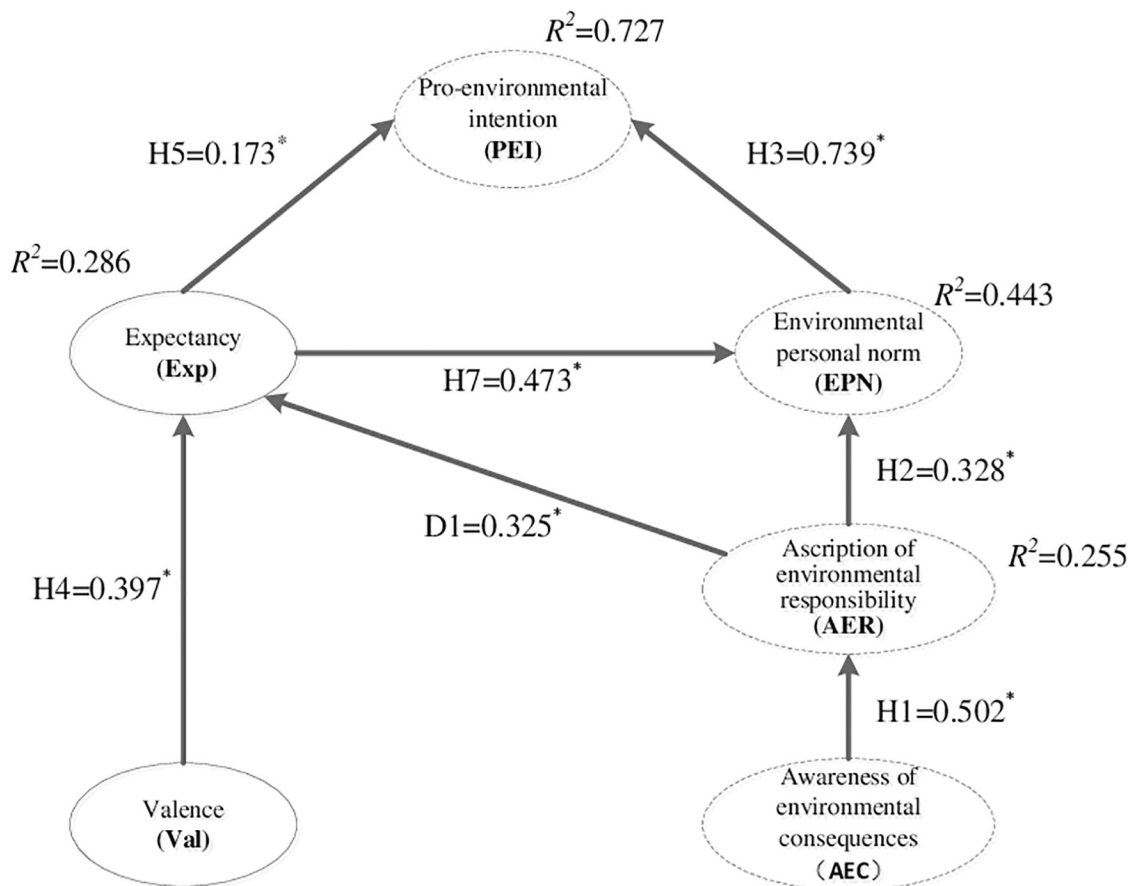 R²=0.727
Pro-environmental
intention
(PEI)
H5=0.173*
H3=0.739*
R²=0.286
R²=0.443
Expectancy
(Exp)
Environmental
personal norm
(EPN)
H7=0.473*
H2=0.328*
D1=0.325*
Ascription of
environmental
responsibility
(AER)
R²=0.255
H4=0.397*
H1=0.502*
Valence
(Val)
Awareness of
environmental
consequences
（AEC）